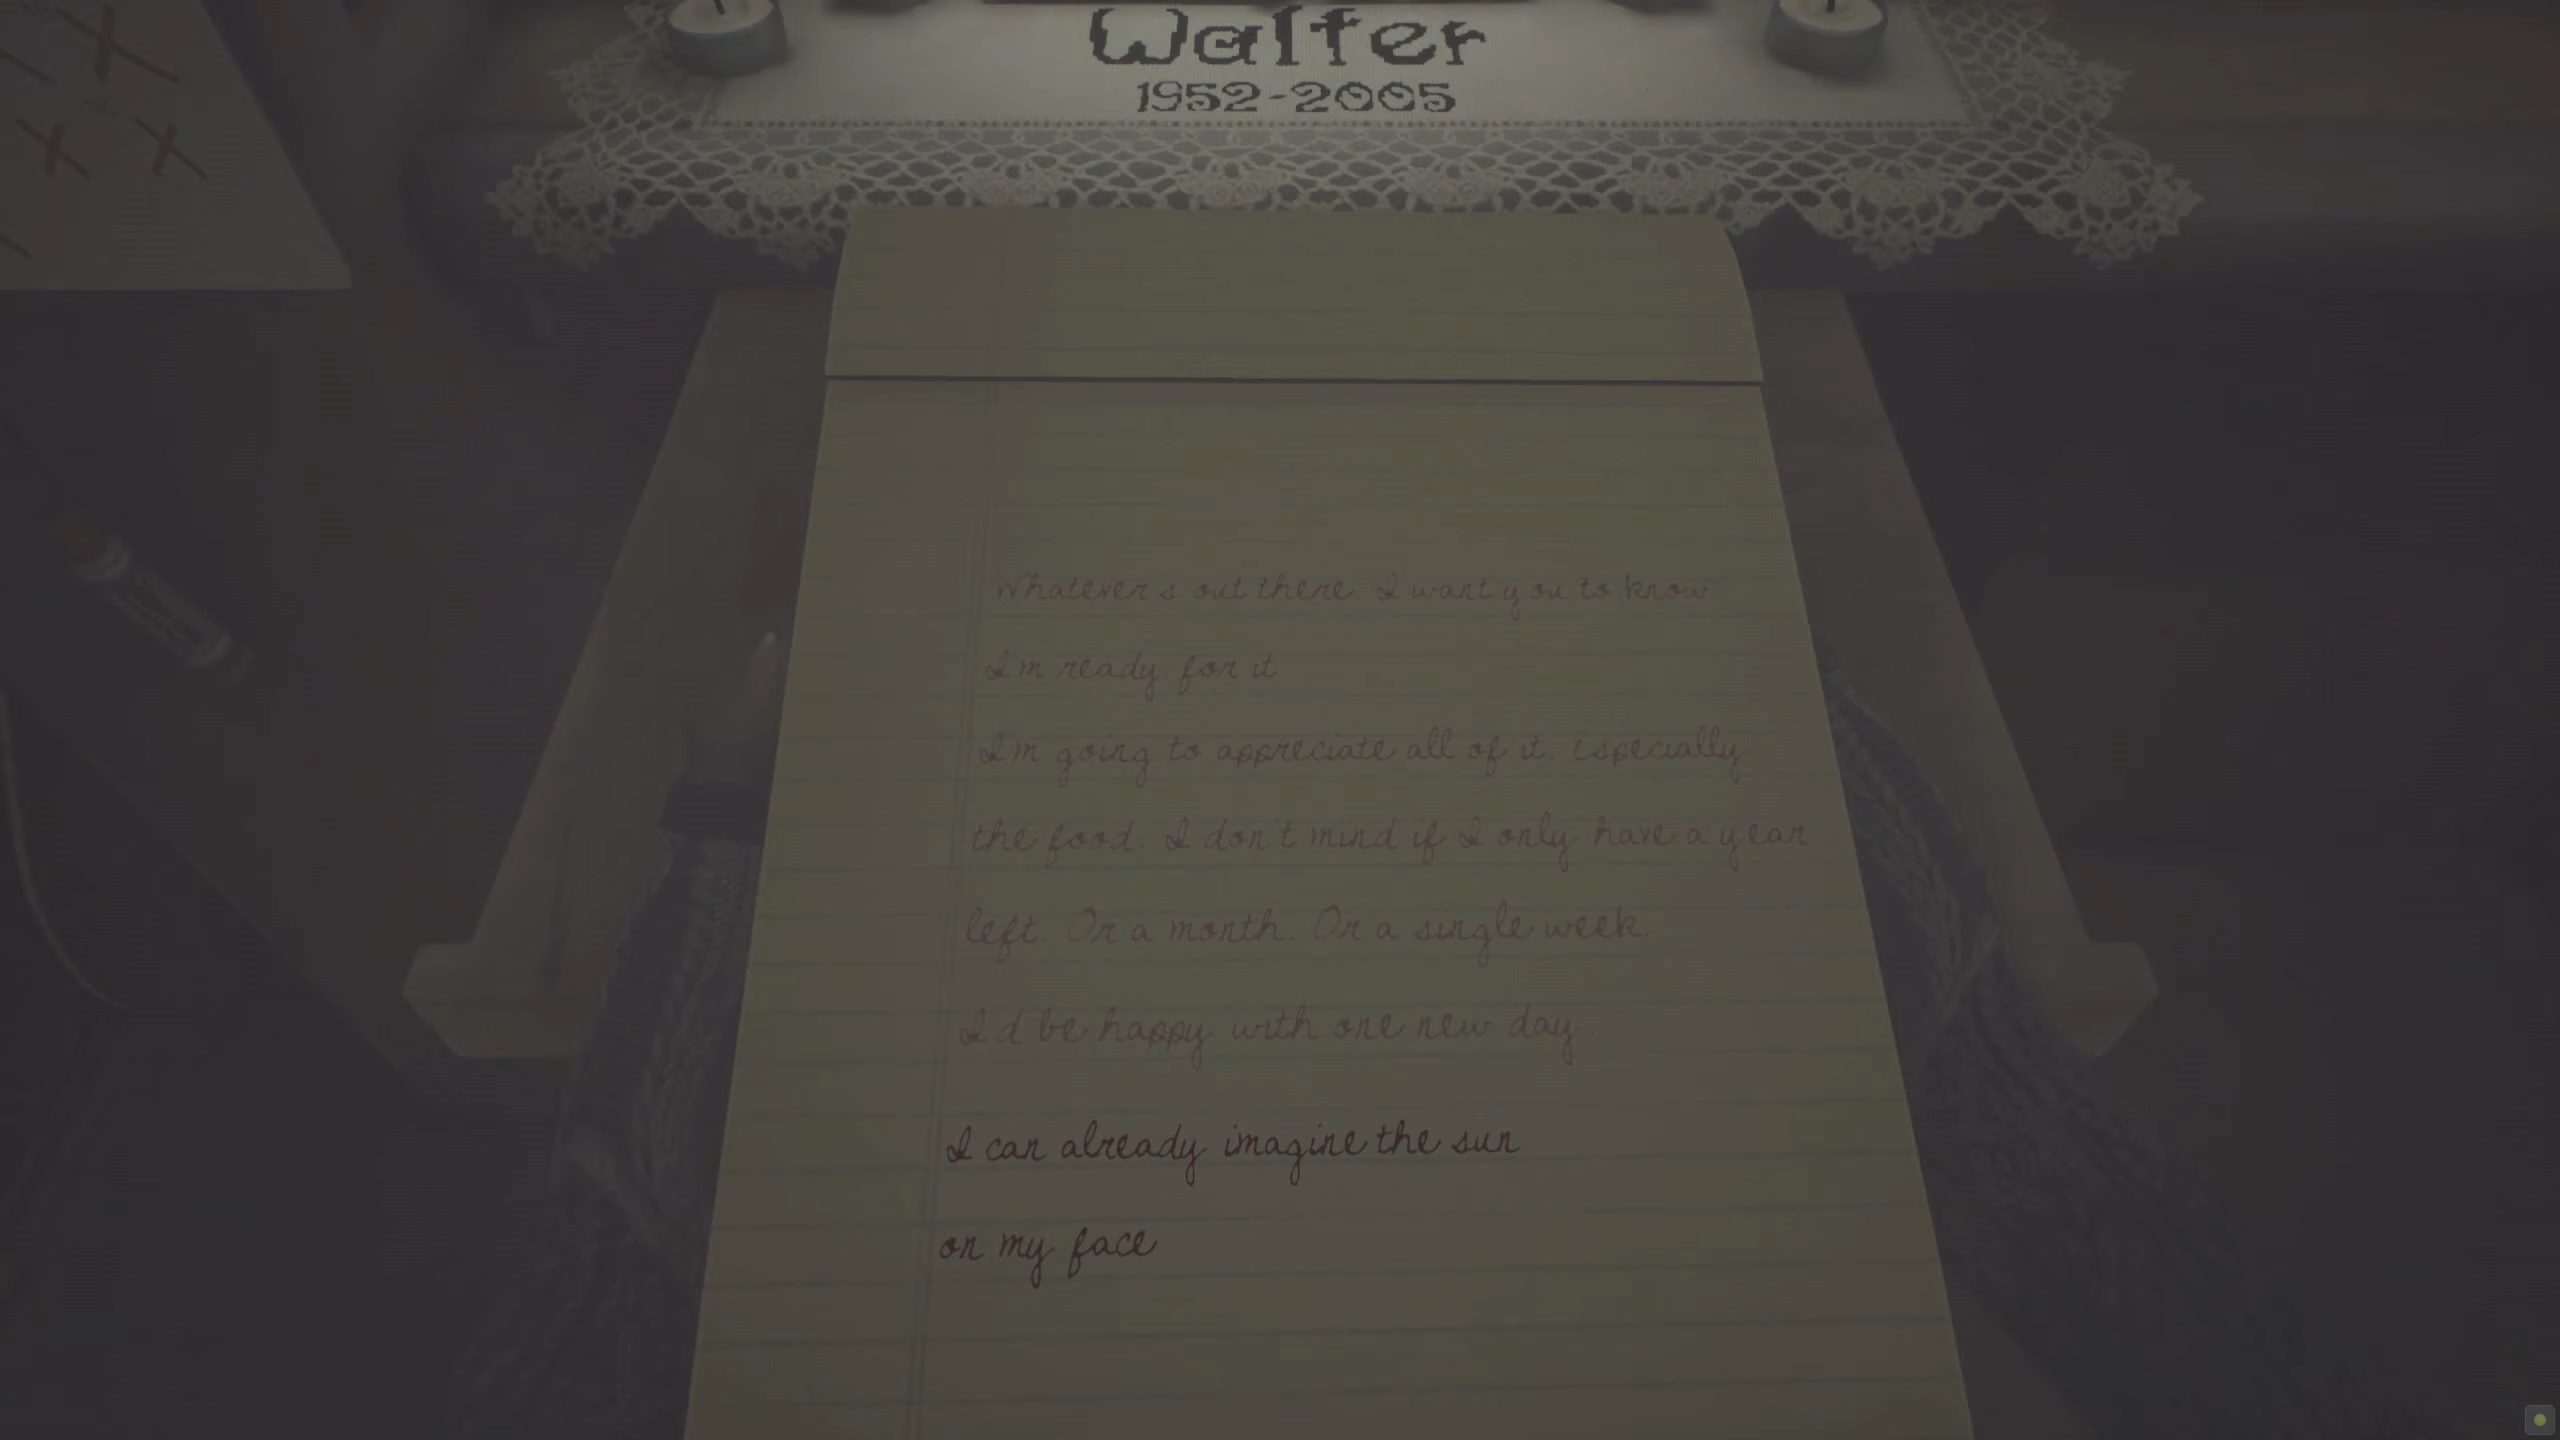 Walter
1952-2005
Whatever's out there I want you to know
I'm ready for it
I'm going to appreciate all of it. Especially
the food. I don't mind if I only have a year
left. Or a month. Or a single week.
I'd be happy with one new day.
I can already imagine the sun
on my face